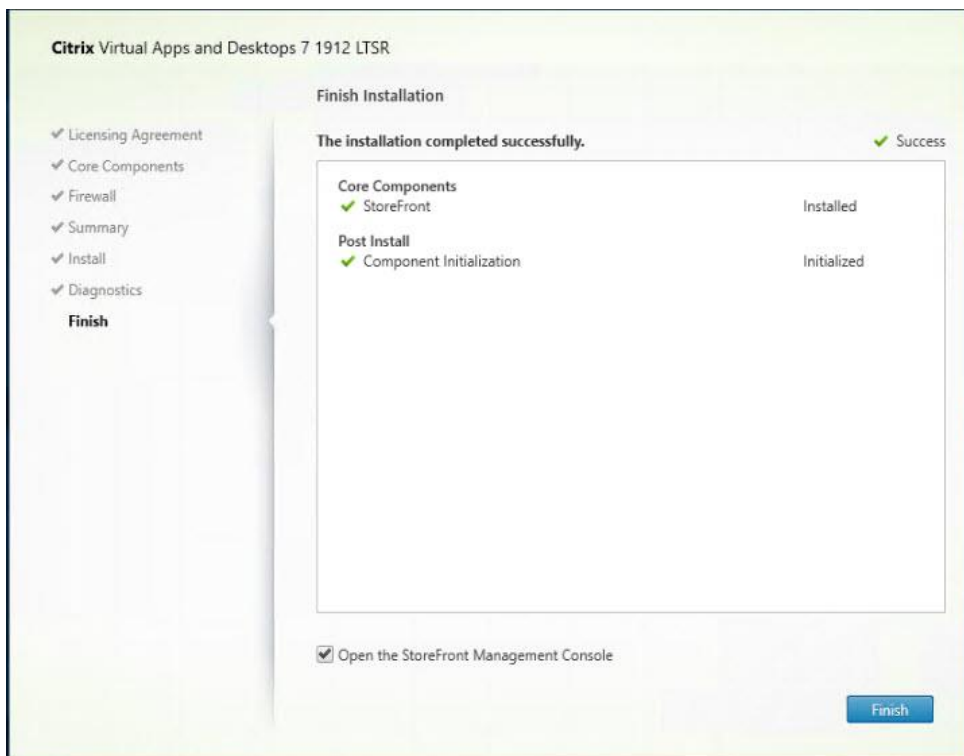 Citrix Virtual Apps and Desktops 7 1912 LTSR
Finish Installation
Licensing Agreement
Core Components
Firewall
Summary
Install
Diagnostics
Finish
The installation completed successfully. Success
Core Components
StoreFront Installed
Post Install
Component Initialization Initialized
Open the StoreFront Management Console
Finish